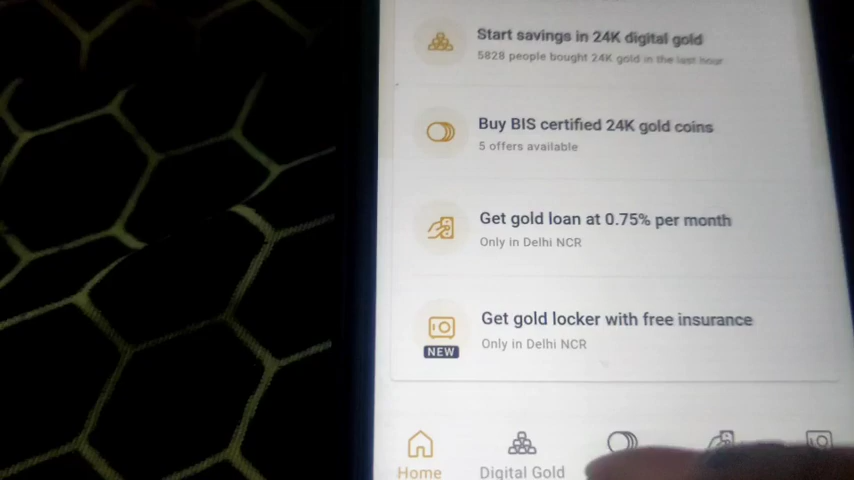 Start savings in 24K digital gold
5828 people bought 24K gold in the last hour
Buy BIS certified 24K gold coins
5 offers available
Get gold loan at 0.75% per month
Only in Delhi NCR
Get gold locker with free insurance
NEW
Only in Delhi NCR
Home
Digital Gold